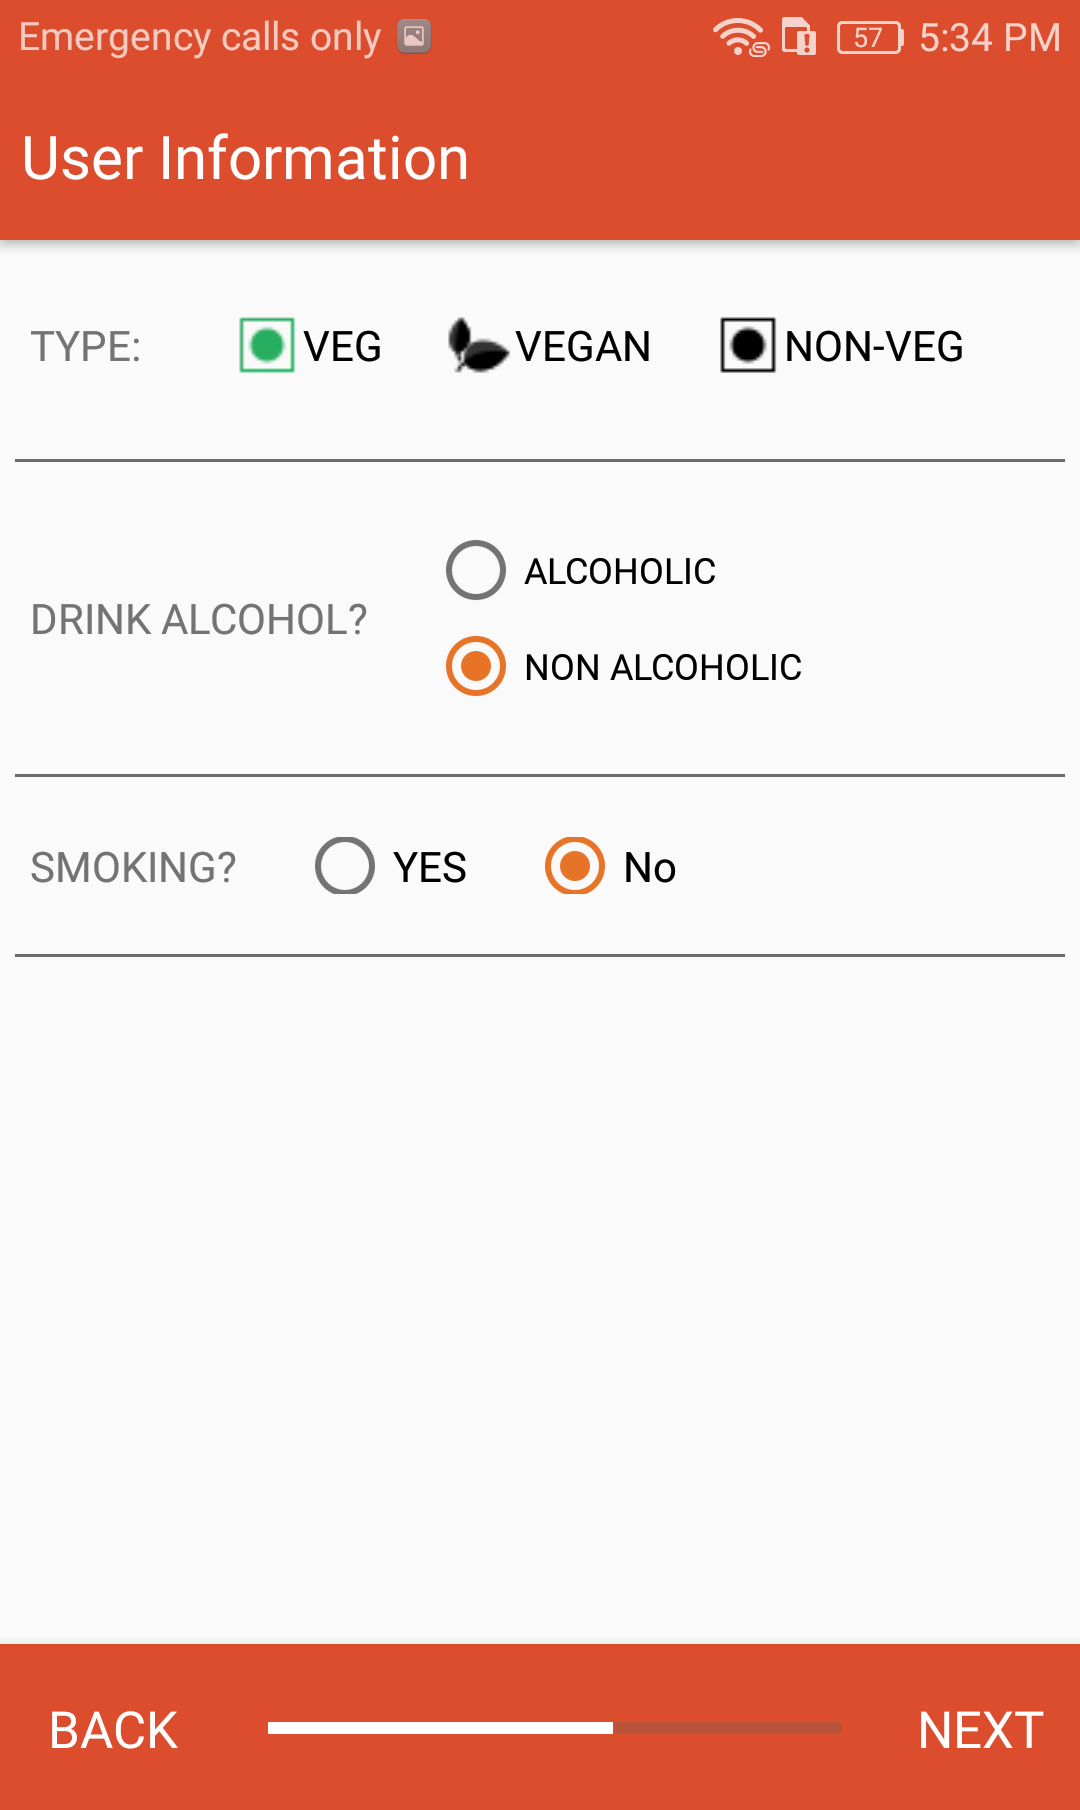 Emergency calls only 57 5:34 PM
User Information
TYPE: VEG VEGAN NON-VEG
ALCOHOLIC
DRINK ALCOHOL?
NON ALCOHOLIC
SMOKING? YES No
BACK NEXT